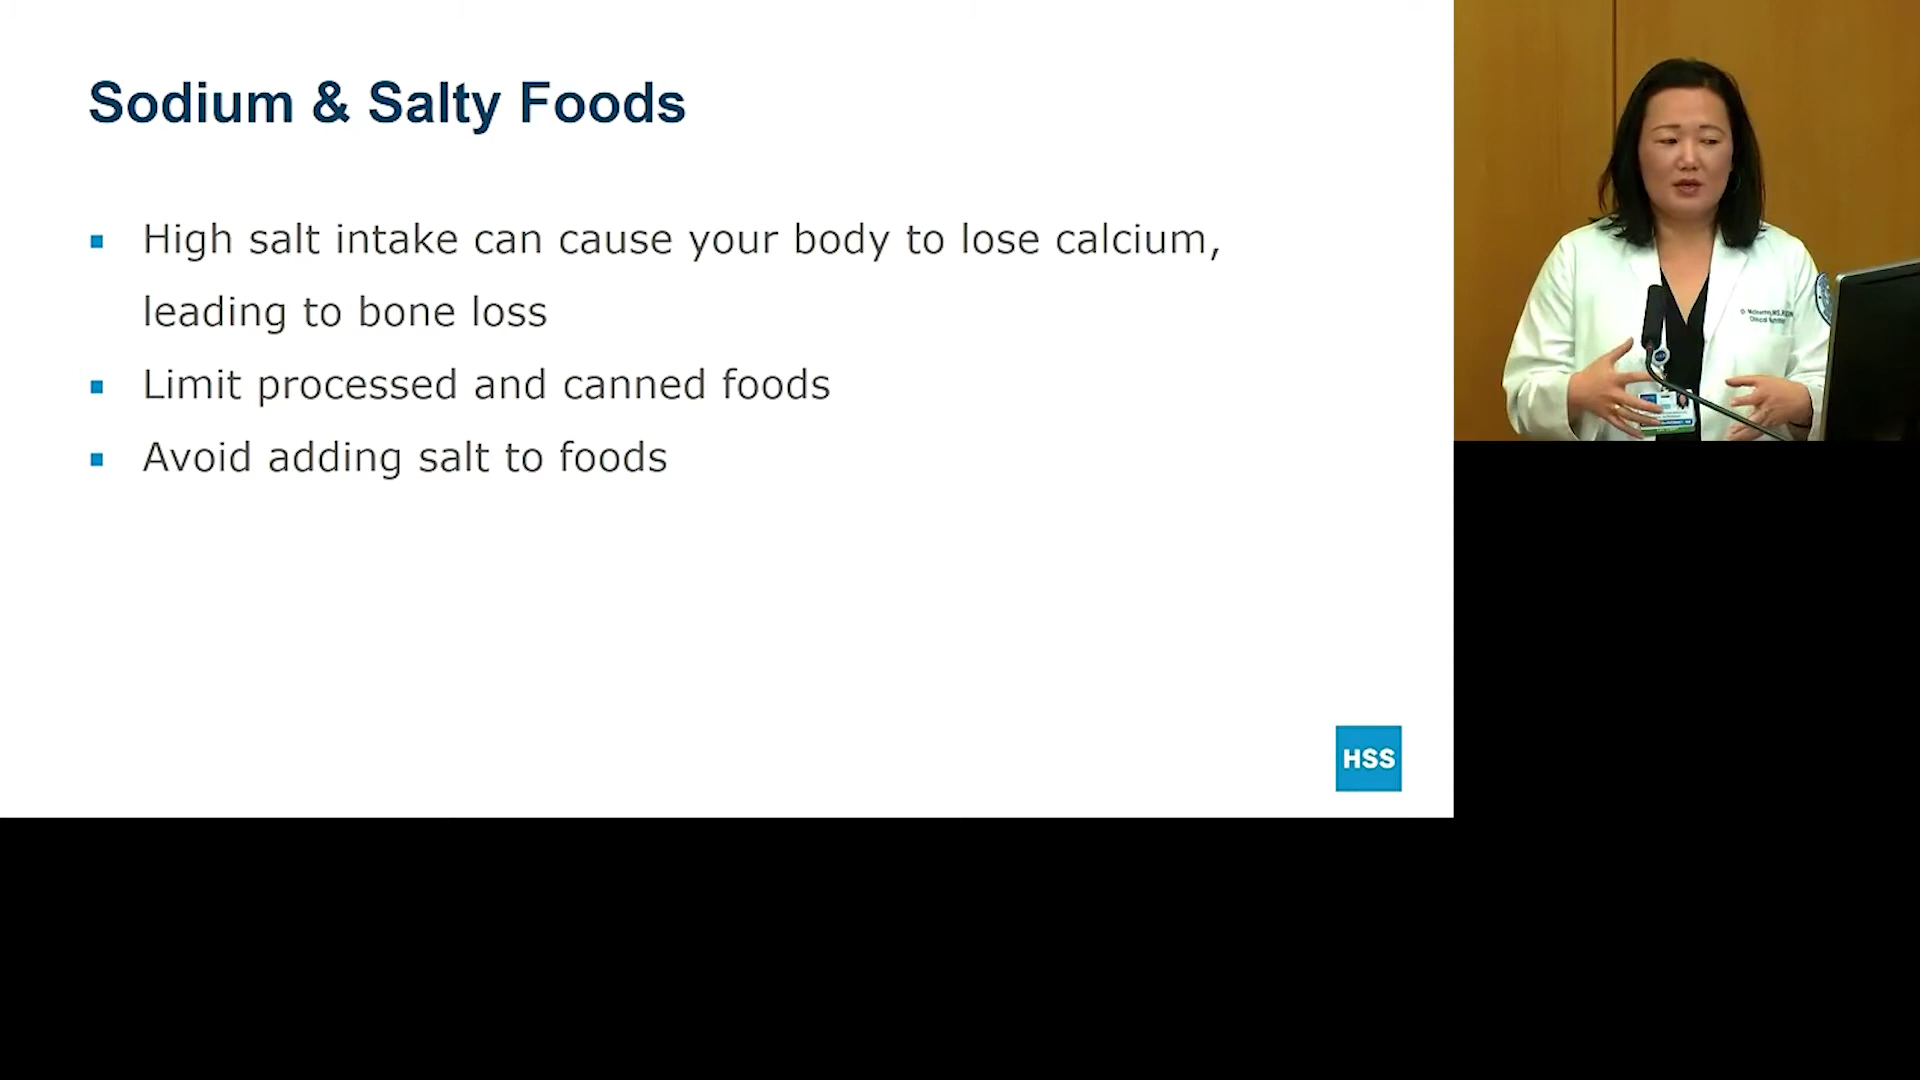 Sodium & Salty Foods
▪ High salt intake can cause your body to lose calcium,
leading to bone loss
▪ Limit processed and canned foods
▪ Avoid adding salt to foods
HSS